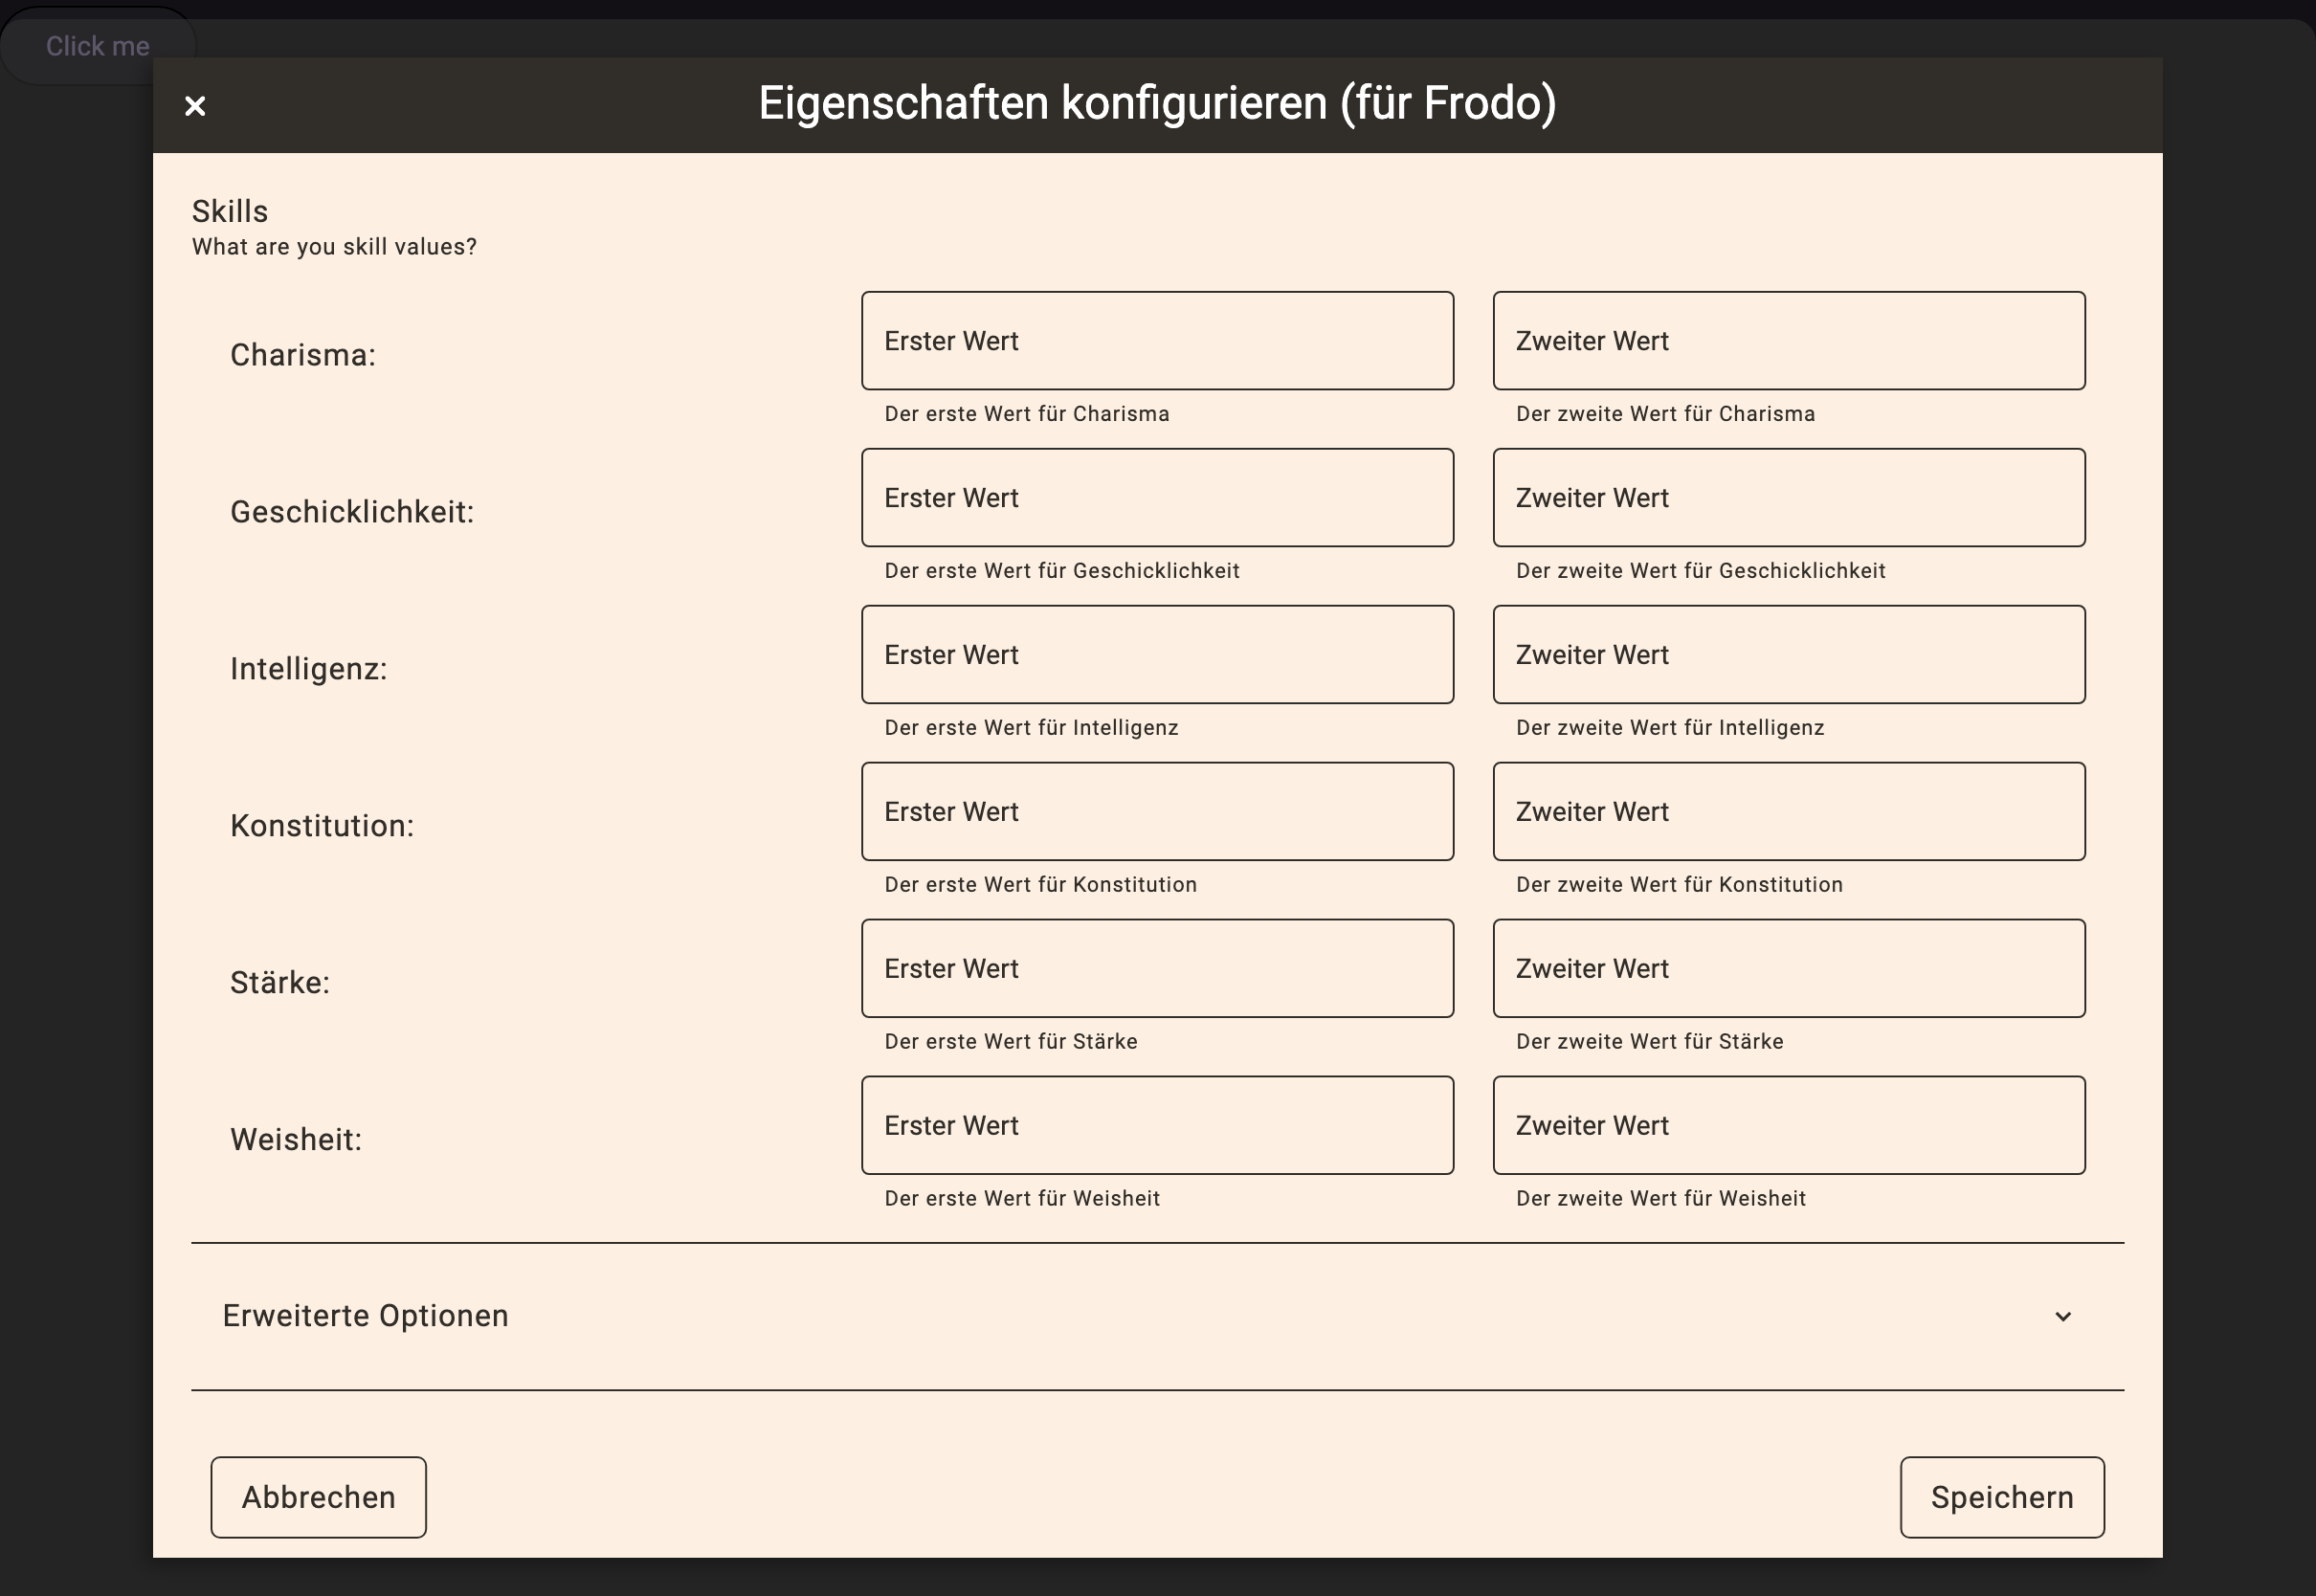 Click me
Eigenschaften konfigurieren (für Frodo)
Skills
What are you skill values?
Charisma:
Erster Wert
Zweiter Wert
Der erste Wert für Charisma
Der zweite Wert für Charisma
Geschicklichkeit:
Erster Wert
Zweiter Wert
Der erste Wert für Geschicklichkeit
Der zweite Wert für Geschicklichkeit
Intelligenz:
Erster Wert
Zweiter Wert
Der erste Wert für Intelligenz
Der zweite Wert für Intelligenz
Konstitution:
Erster Wert
Zweiter Wert
Der erste Wert für Konstitution
Der zweite Wert für Konstitution
Stärke:
Erster Wert
Zweiter Wert
Der erste Wert für Stärke
Der zweite Wert für Stärke
Weisheit:
Erster Wert
Zweiter Wert
Der erste Wert für Weisheit
Der zweite Wert für Weisheit
Erweiterte Optionen
Abbrechen
Speichern